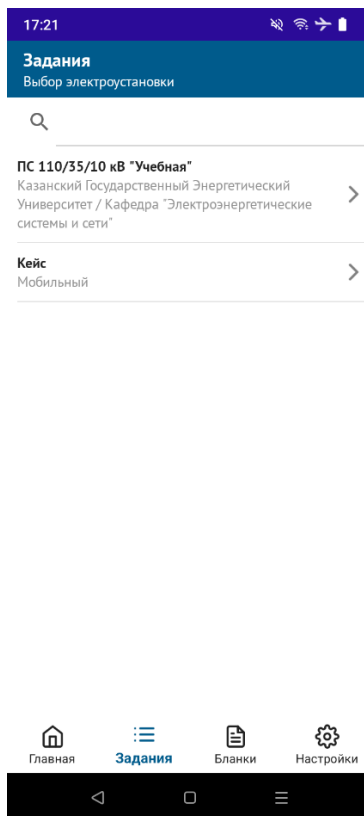 17:21
Задания
Выбор электроустановки
ПС 110/35/10 кВ "Учебная"
Казанский Государственный Энергетический
Университет / Кафедра "Электроэнергетические
системы и сети"
Кейс
Мобильный
Главная
Задания
Бланки
Настройки